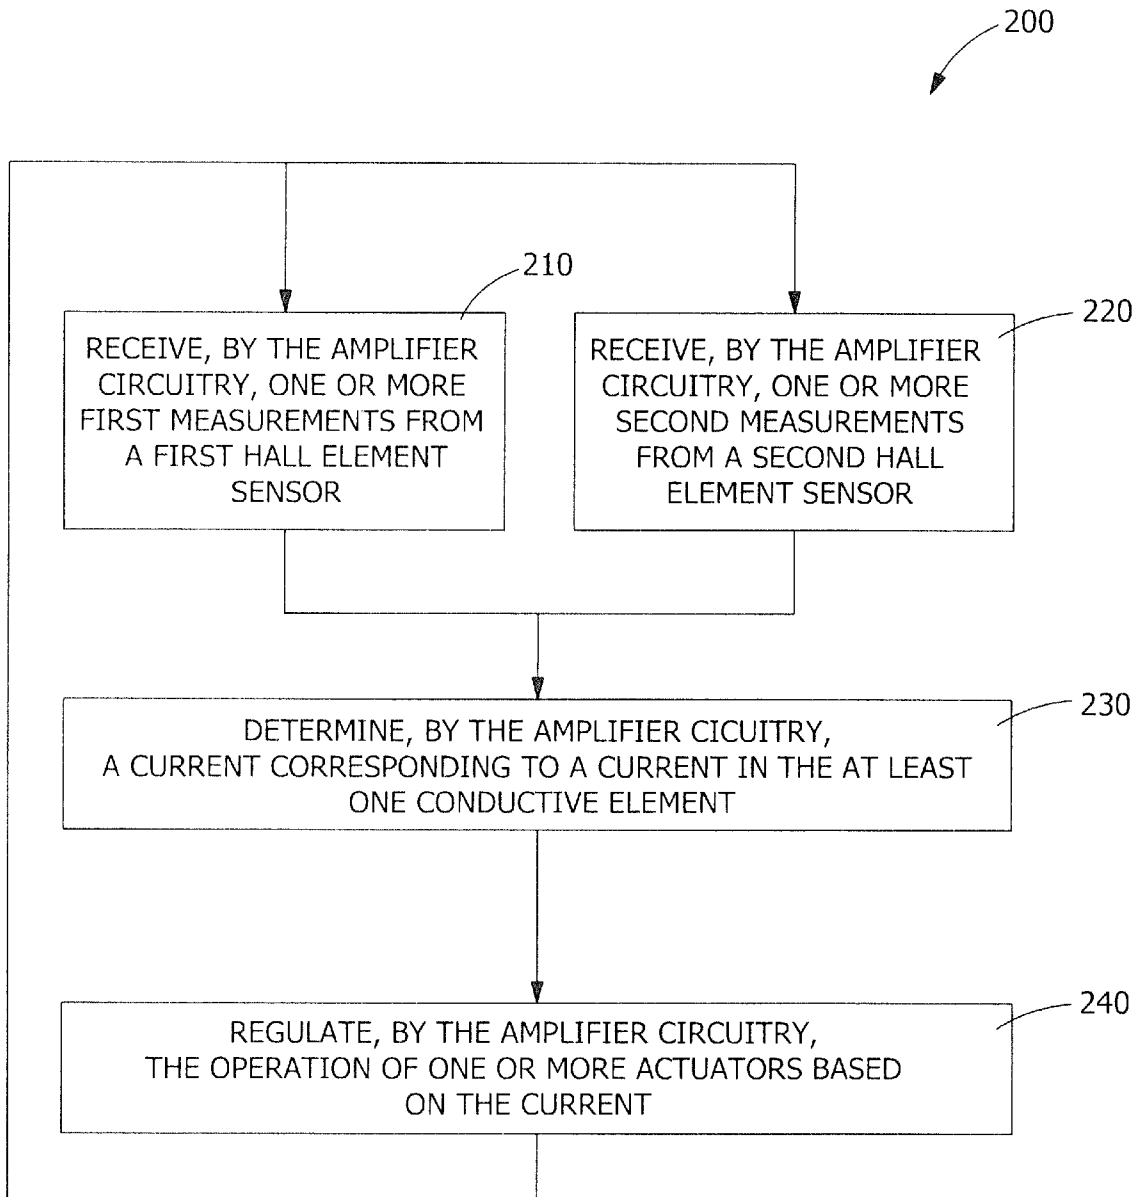 200
210
RECEIVE, BY THE AMPLIFIER
CIRCUITRY, ONE OR MORE
FIRST MEASUREMENTS FROM
A FIRST HALL ELEMENT
SENSOR
220
RECEIVE, BY THE AMPLIFIER
CIRCUITRY, ONE OR MORE
SECOND MEASUREMENTS
FROM A SECOND HALL
ELEMENT SENSOR
230
DETERMINE, BY THE AMPLIFIER CICUITRY,
A CURRENT CORRESPONDING TO A CURRENT IN THE AT LEAST
ONE CONDUCTIVE ELEMENT
240
REGULATE, BY THE AMPLIFIER CIRCUITRY,
THE OPERATION OF ONE OR MORE ACTUATORS BASED
ON THE CURRENT